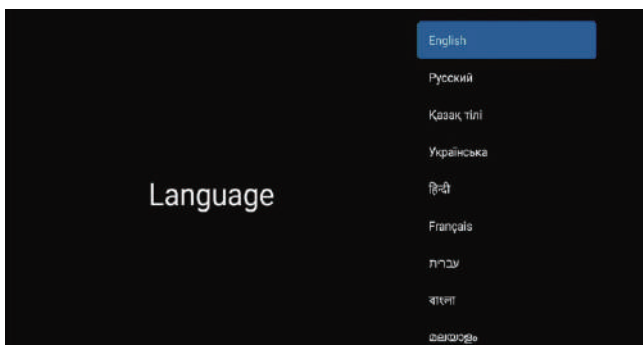 Language
English
Русский
Қазақ тілі
Українська
हिन्दी
Français
עברית
বাংলা
മലയാളം